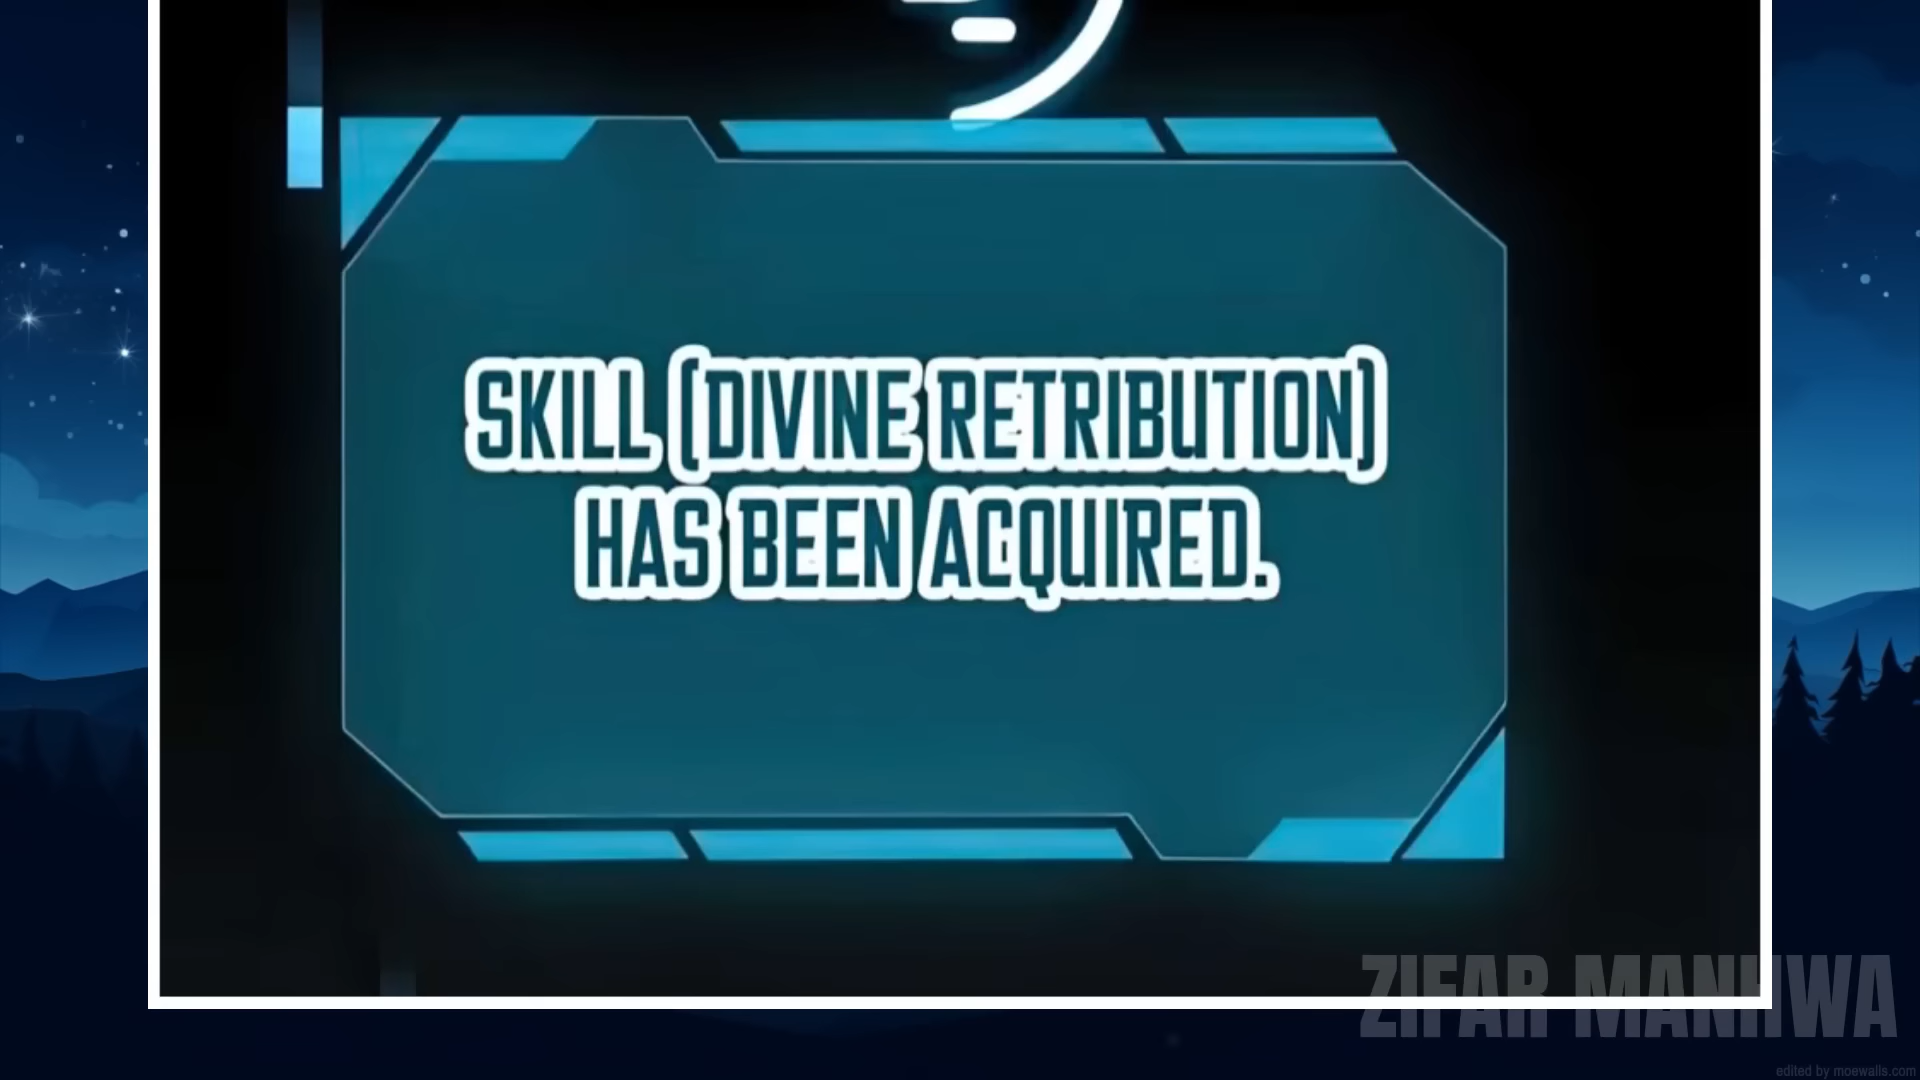 SKILL (DIVINE RETRIBUTION)
HAS BEEN ACQUIRED.
ZIFAR MANHWA
edited by moewalls.com